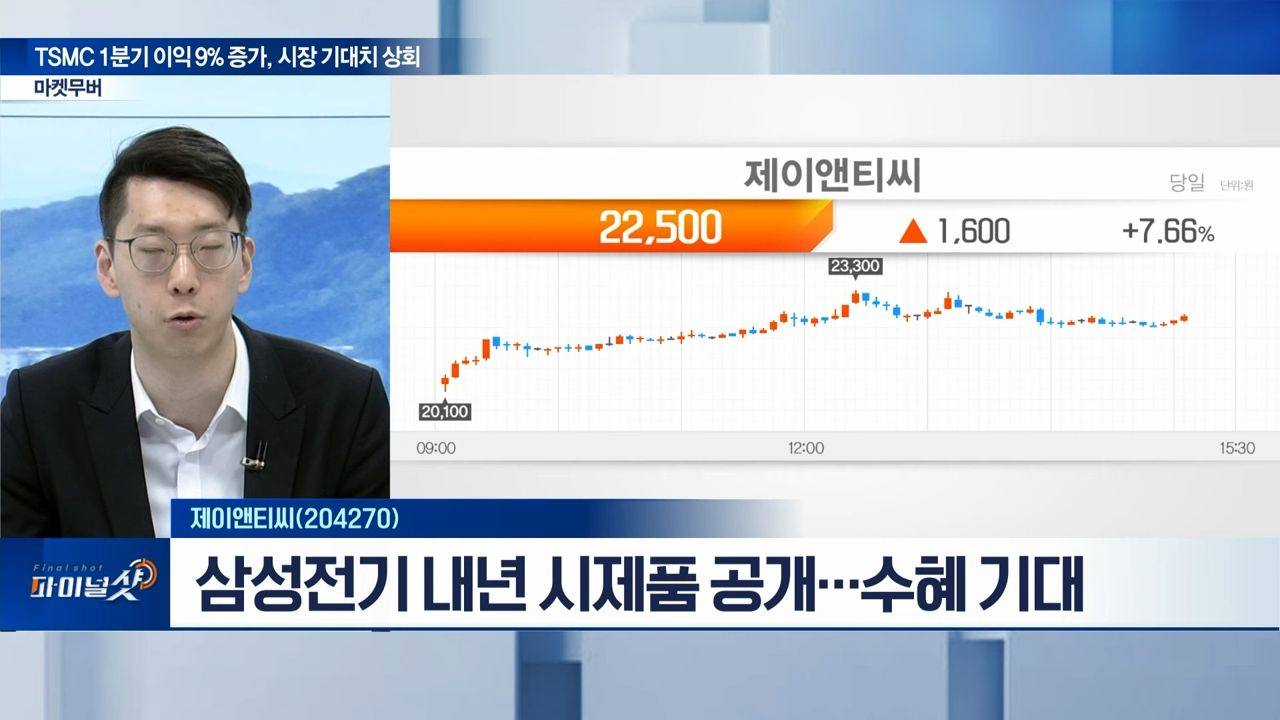 TSMC 1분기 이익 9% 증가, 시장 기대치 상회
마켓무버
제이앤티씨
당일 단위:원
22,500 ▲ 1,600 +7.66%
23,300
20,100
09:00 12:00 15:30
제이앤티씨(204270)
Final shot
파이널샷
삼성전기 내년 시제품 공개…수혜 기대